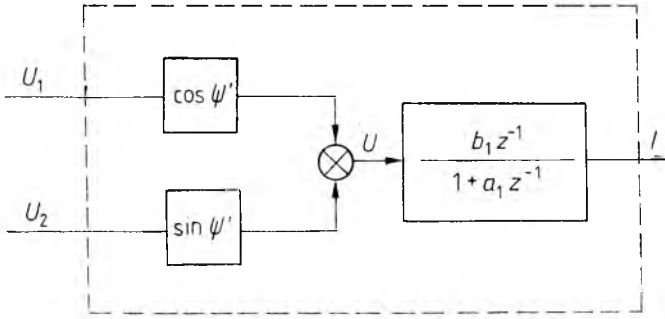 U₁
cos ψ'
U
b₁z⁻¹
1 + a₁z⁻¹
I
U₂
sin ψ'